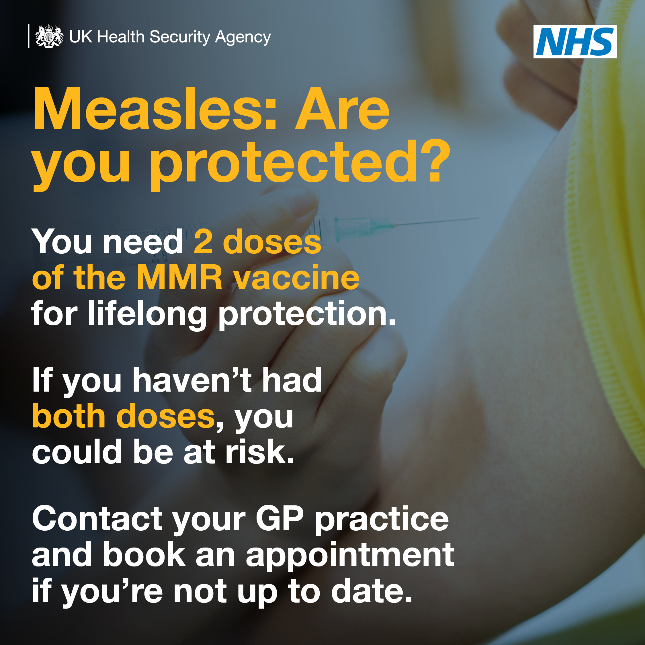 UK Health Security Agency
NHS
Measles: Are
you protected?
You need 2 doses
of the MMR vaccine
for lifelong protection.
If you haven’t had
both doses, you
could be at risk.
Contact your GP practice
and book an appointment
if you’re not up to date.